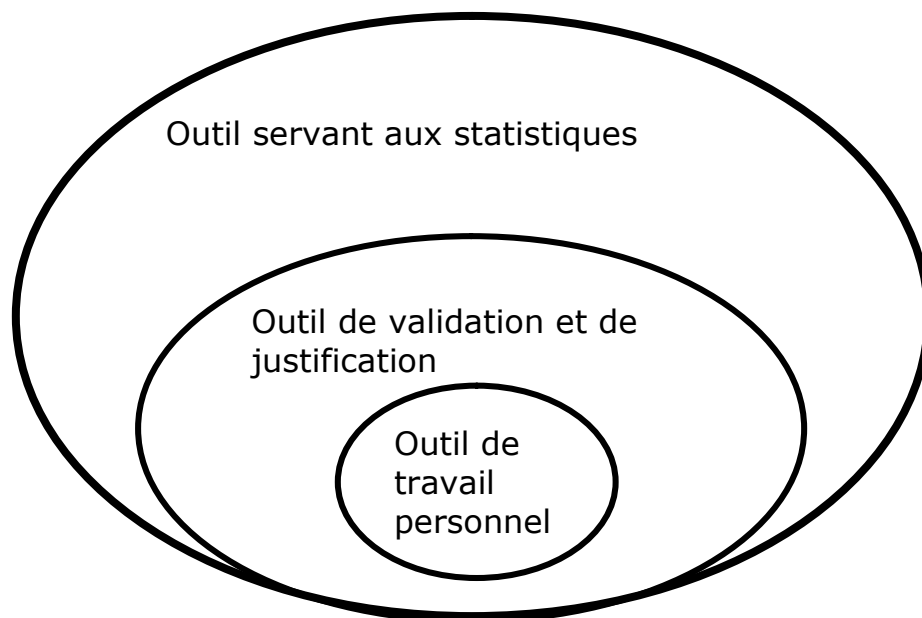 Outil servant aux statistiques
Outil de validation et de
justification
Outil de
travail
personnel